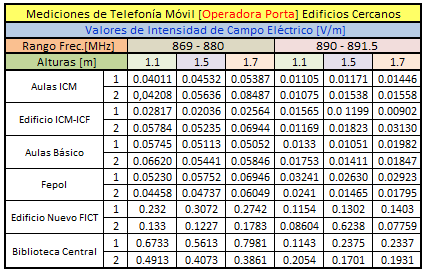 Mediciones de Telefonía Móvil [Operadora Porta] Edificios Cercanos
Valores de Intensidad de Campo Eléctrico [V/m]
Rango Frec.[MHz] 869 - 880 890 - 891.5
Alturas [m] 1.1 1.5 1.7 1.1 1.5 1.7
Aulas ICM 1 0.04011 0.04532 0.05387 0.01105 0.01171 0.01446
2 0,04208 0.05636 0.08487 0.01075 0.01538 0.01558
Edificio ICM-ICF 1 0.02817 0.02036 0.02564 0.01565 0.0 1199 0.00902
2 0.05784 0.05235 0.06944 0.01169 0.01823 0.03130
Aulas Básico 1 0.05745 0.05113 0.05052 0.0133 0.01051 0.01982
2 0.06620 0.05441 0.05846 0.01753 0.01411 0.01847
Fepol 1 0.05230 0.05752 0.06946 0.03241 0.02630 0.02923
2 0.04458 0.04737 0.06049 0.0241 0.01465 0.01795
Edificio Nuevo FICT 1 0.232 0.3072 0.2742 0.1154 0.1302 0.1403
2 0.133 0.1227 0.1783 0.08604 0.6238 0.07759
Biblioteca Central 1 0.6733 0.5613 0.7981 0.1143 0.2375 0.2337
2 0.4913 0.4073 0.3861 0.2054 0.1701 0.1931